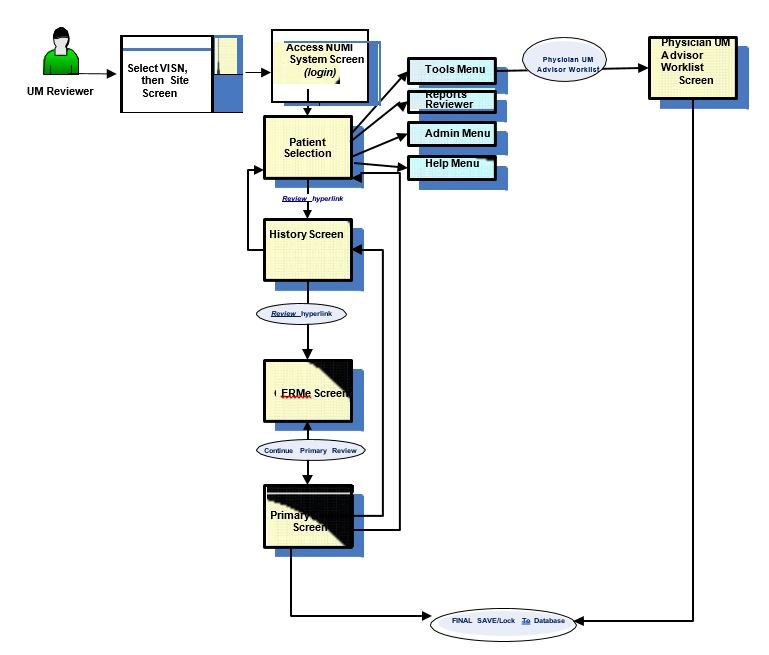 UM Reviewer
Select VISN,
then Site
Screen
Access NUMI
System Screen
(login)
Patient
Selection
Tools Menu
Reports
Reviewer
Admin Menu
Help Menu
Physician UM
Advisor Worklist
Physician UM
Advisor
Worklist
Screen
Review hyperlink
History Screen
Review hyperlink
ERMe Screen
Continue Primary Review
Primary
Screen
FINAL SAVE/Lock To Database